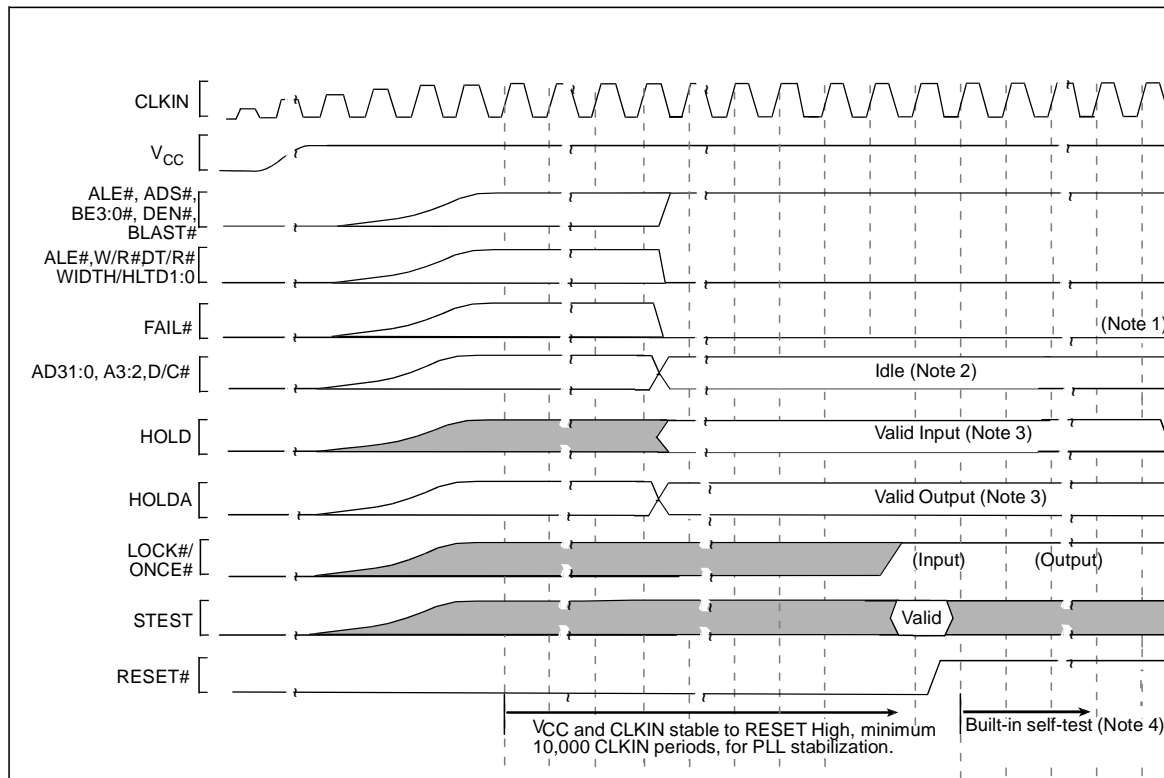 CLKIN
VCC
ALE#, ADS#,
BE3:0#, DEN#,
BLAST#
ALE#,W/R#,DT/R#
WIDTH/HLTD1:0
FAIL#
(Note 1)
AD31:0, A3:2,D/C#
Idle (Note 2)
HOLD
Valid Input (Note 3)
HOLDA
Valid Output (Note 3)
LOCK#/
ONCE#
(Input)
(Output)
STEST
Valid
RESET#
VCC and CLKIN stable to RESET High, minimum
10,000 CLKIN periods, for PLL stabilization.
Built-in self-test (Note 4)